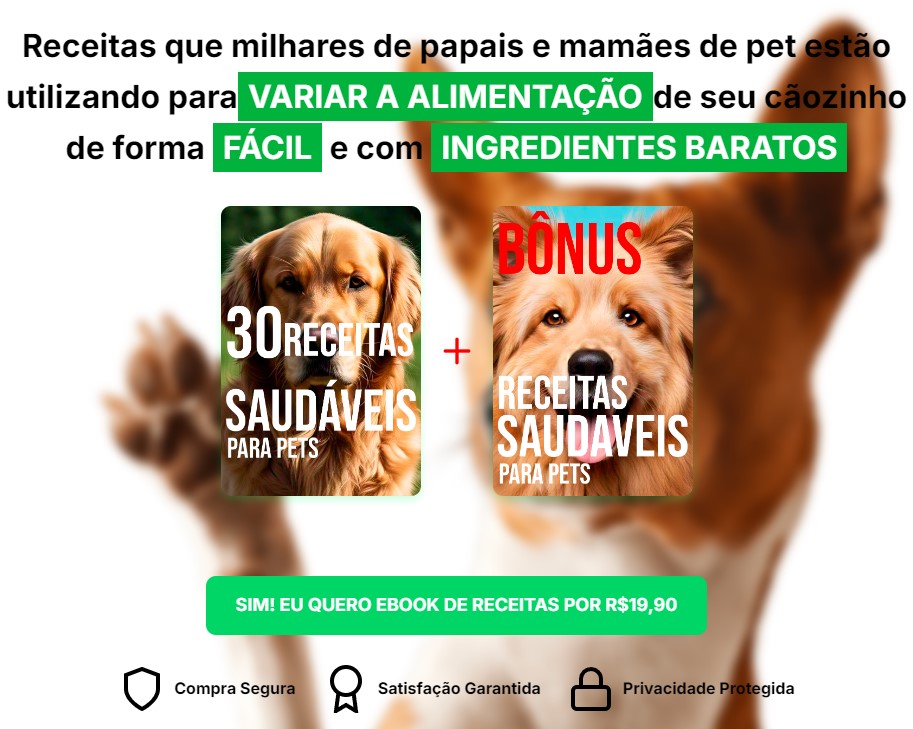 Receitas que milhares de papais e mamães de pet estão
utilizando para VARIAR A ALIMENTAÇÃO de seu cãozinho
de forma FÁCIL e com INGREDIENTES BARATOS
30 RECEITAS
SAUDÁVEIS
PARA PETS
+
BÔNUS
RECEITAS
SAUDAVEIS
PARA PETS
SIM! EU QUERO EBOOK DE RECEITAS POR R$19,90
Compra Segura
Satisfação Garantida
Privacidade Protegida